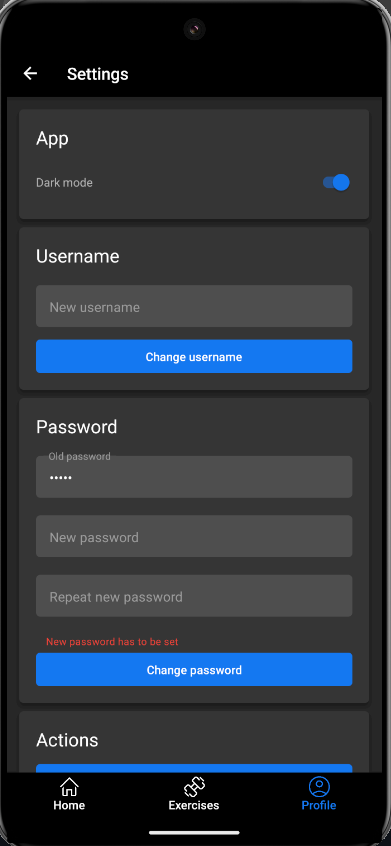 Settings
App
Dark mode
Username
New username
Change username
Password
Old password
•••••
New password
Repeat new password
New password has to be set
Change password
Actions
Home
Exercises
Profile